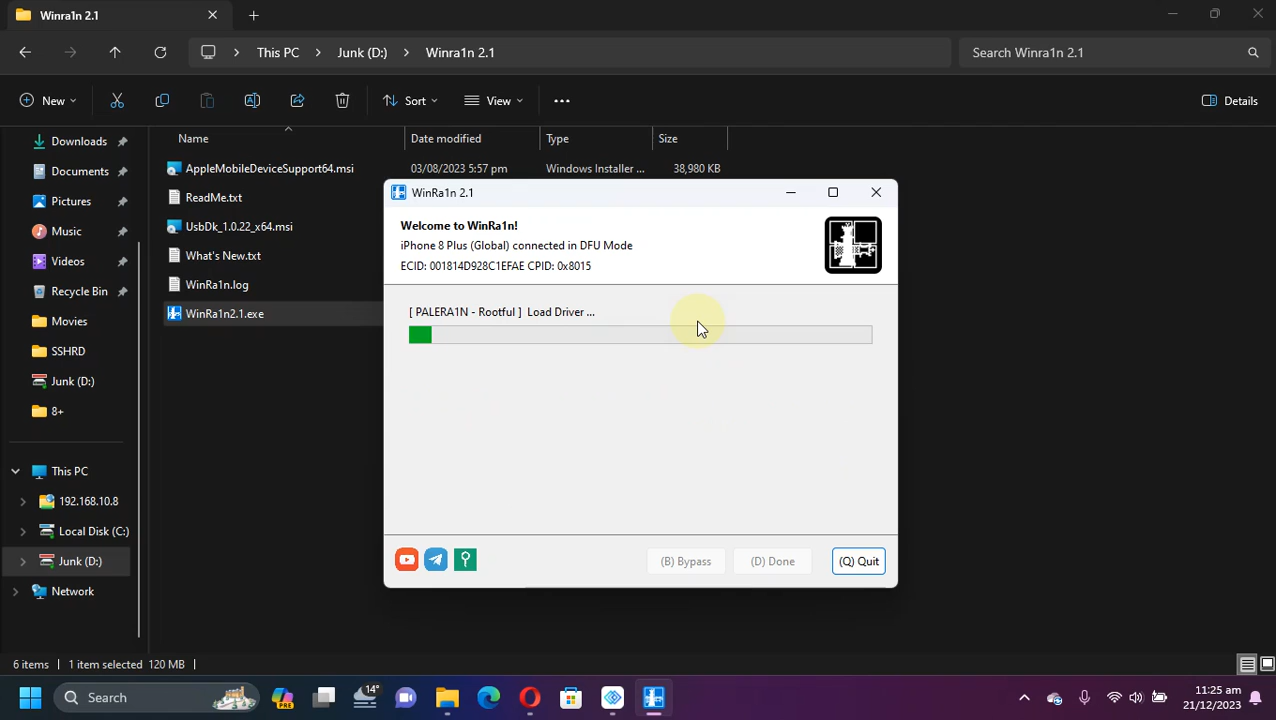 Winra1n 2.1
This PC
Junk (D:)
Winra1n 2.1
Search Winra1n 2.1
New
Sort
View
Details
Name
Date modified
Type
Size
Downloads
Documents
Pictures
Music
Videos
Recycle Bin
Movies
SSHRD
Junk (D:)
8+
This PC
192.168.10.8
Local Disk (C:)
Junk (D:)
Network
AppleMobileDeviceSupport64.msi
03/08/2023 5:57 pm
Windows Installer ...
38,980 KB
ReadMe.txt
UsbDk_1.0.22_x64.msi
What's New.txt
WinRa1n.log
WinRa1n2.1.exe
WinRa1n 2.1
Welcome to WinRa1n!
iPhone 8 Plus (Global) connected in DFU Mode
ECID: 001814D928C1EFAE CPID: 0x8015
[ PALERA1N - Rootful ] Load Driver ...
(B) Bypass
(D) Done
(Q) Quit
6 items
1 item selected 120 MB
Search
PRE
14°
11:25 am
21/12/2023